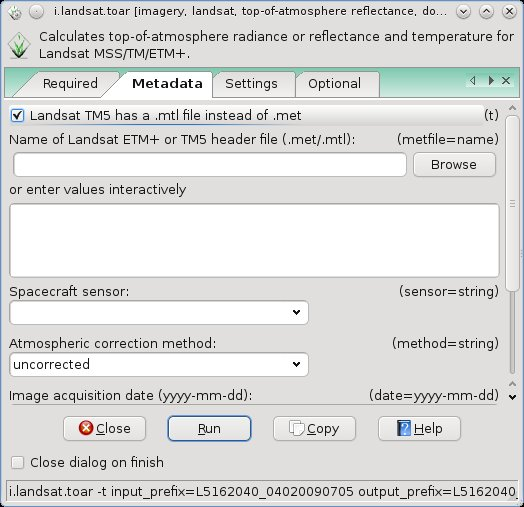 i.landsat.toar [imagery, landsat, top-of-atmosphere reflectance, do...
Calculates top-of-atmosphere radiance or reflectance and temperature for
Landsat MSS/TM/ETM+.
Required Metadata Settings Optional
Landsat TM5 has a .mtl file instead of .met (t)
Name of Landsat ETM+ or TM5 header file (.met/.mtl): (metfile=name)
Browse
or enter values interactively
Spacecraft sensor: (sensor=string)
Atmospheric correction method: (method=string)
uncorrected
Image acquisition date (yyyy-mm-dd): (date=yyyy-mm-dd)
Close Run Copy Help
Close dialog on finish
i.landsat.toar -t input_prefix=L5162040_04020090705 output_prefix=L5162040_